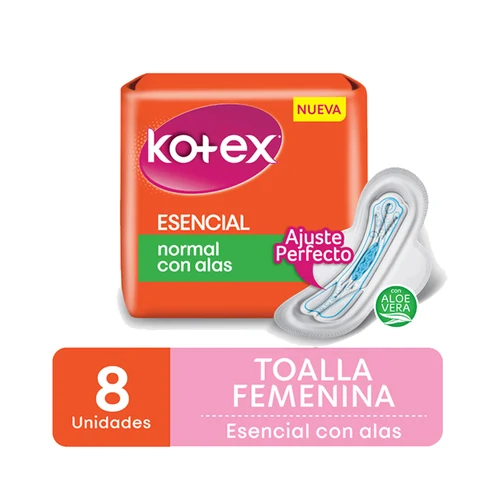 NUEVA
kotex
ESENCIAL
normal
con alas
Ajuste
Perfecto
con
ALOE
VERA
8
Unidades
TOALLA
FEMENINA
Esencial con alas